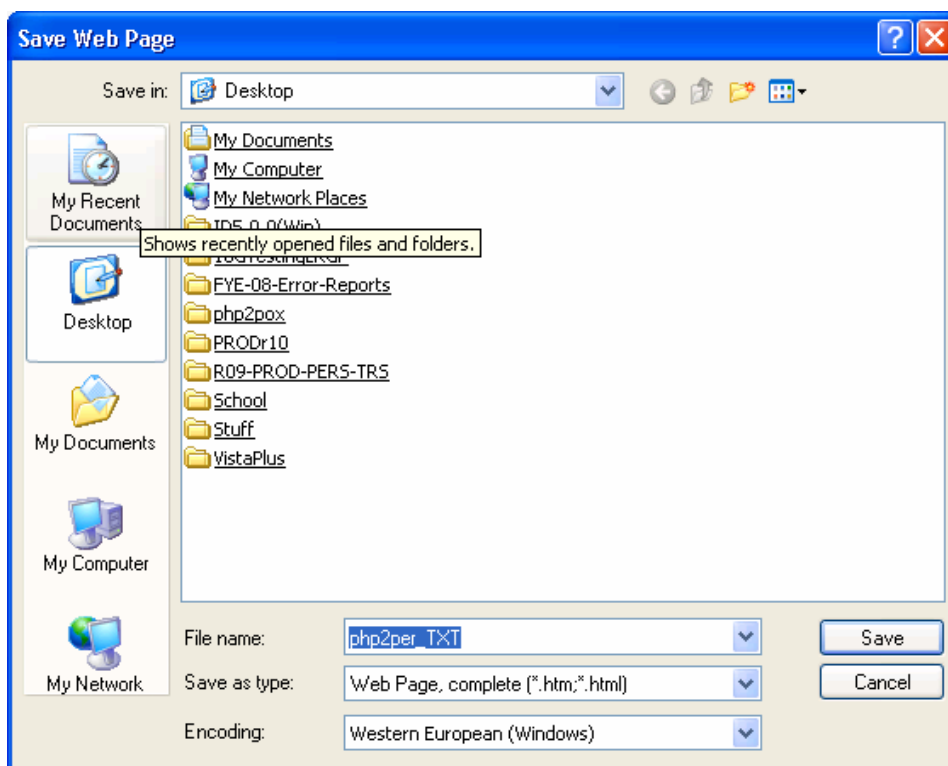 Save Web Page
Save in: Desktop
My Recent Documents
Desktop
My Documents
My Computer
My Network
My Documents
My Computer
My Network Places
Shows recently opened files and folders.
FYE-08-Error-Reports
php2pox
PRODr10
R09-PROD-PERS-TRS
School
Stuff
VistaPlus
File name: php2per_TXT
Save
Save as type: Web Page, complete (*.htm;*.html)
Cancel
Encoding: Western European (Windows)